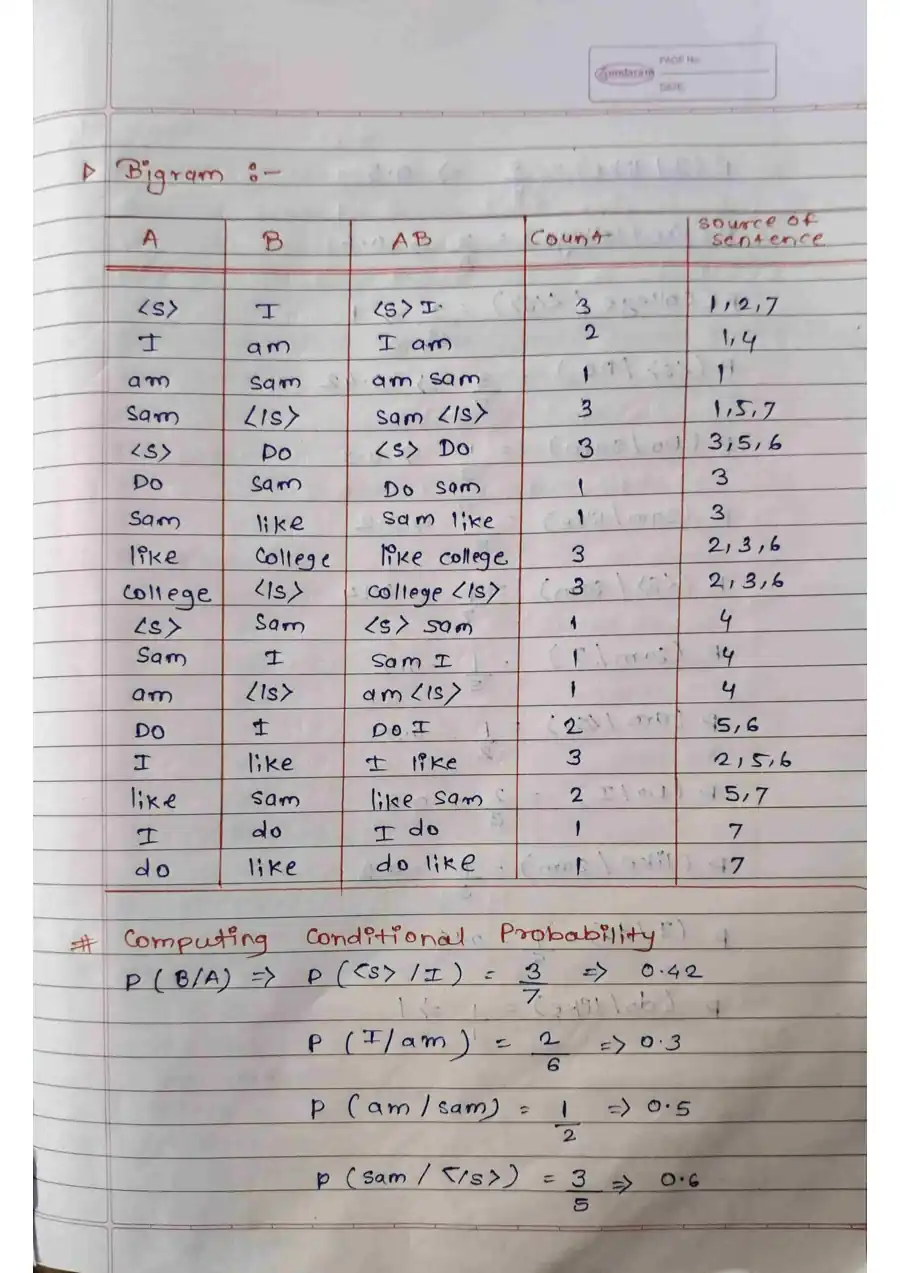 Sundaram
PAGE No.
DATE
▷ Bigram :-
A B AB Count source of sentence
<S> I <S> I 3 1,2,7
I am I am 2 1,4
am sam am sam 1 1
Sam </S> Sam </S> 3 1,5,7
<S> Do <S> Do 3 3,5,6
Do Sam Do Sam 1 3
Sam like Sam like 1 3
like College like college 3 2,3,6
College </S> college </S> 3 2,3,6
<S> Sam <S> sam 1 4
Sam I Sam I 1 4
am </S> am </S> 1 4
Do I Do I 2 5,6
I like I like 3 2,5,6
like sam like sam 2 5,7
I do I do 1 7
do like do like 1 7
# Computing Conditional Probability
P(B/A) => P(<S>/I) = 3/7 => 0.42
P(I/am) = 2/6 => 0.3
P(am/sam) = 1/2 => 0.5
P(sam/</S>) = 3/5 => 0.6